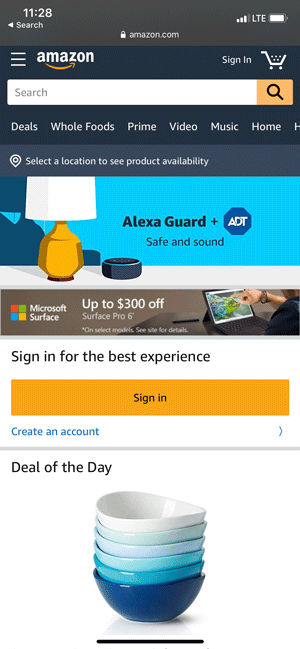 11:28
LTE
◀ Search
amazon.com
amazon
Sign In
Search
Deals Whole Foods Prime Video Music Home H
Select a location to see product availability
Alexa Guard + ADT
Safe and sound
Microsoft
Surface
Up to $300 off
Surface Pro 6*
*On select models. See site for details.
Sign in for the best experience
Sign in
Create an account
Deal of the Day